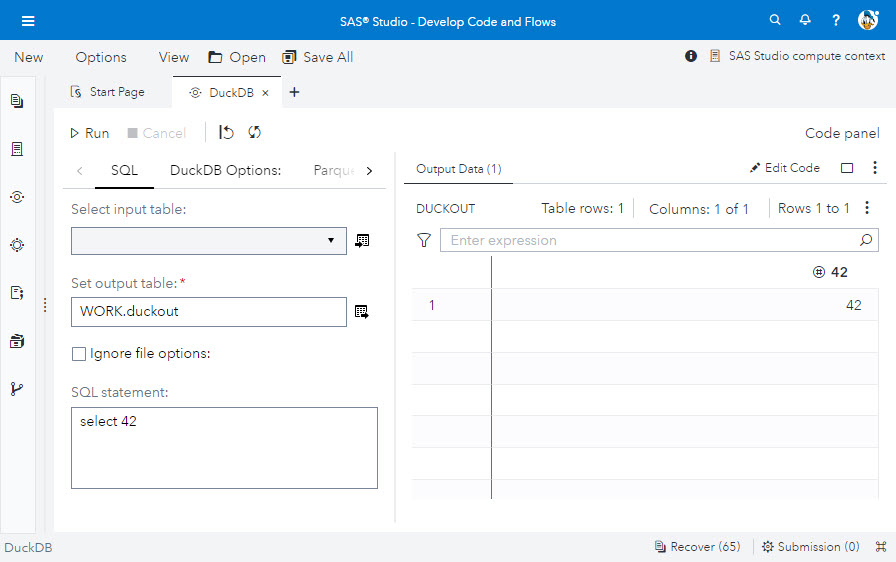 SAS® Studio - Develop Code and Flows
?
New Options View Open Save All
SAS Studio compute context
Start Page DuckDB × +
Run Cancel
Code panel
SQL DuckDB Options: Parque
Select input table:
Set output table: *
WORK.duckout
Ignore file options:
SQL statement:
select 42
Output Data (1) Edit Code
DUCKOUT Table rows: 1 Columns: 1 of 1 Rows 1 to 1
Enter expression
42
1 42
DuckDB Recover (65) Submission (0)